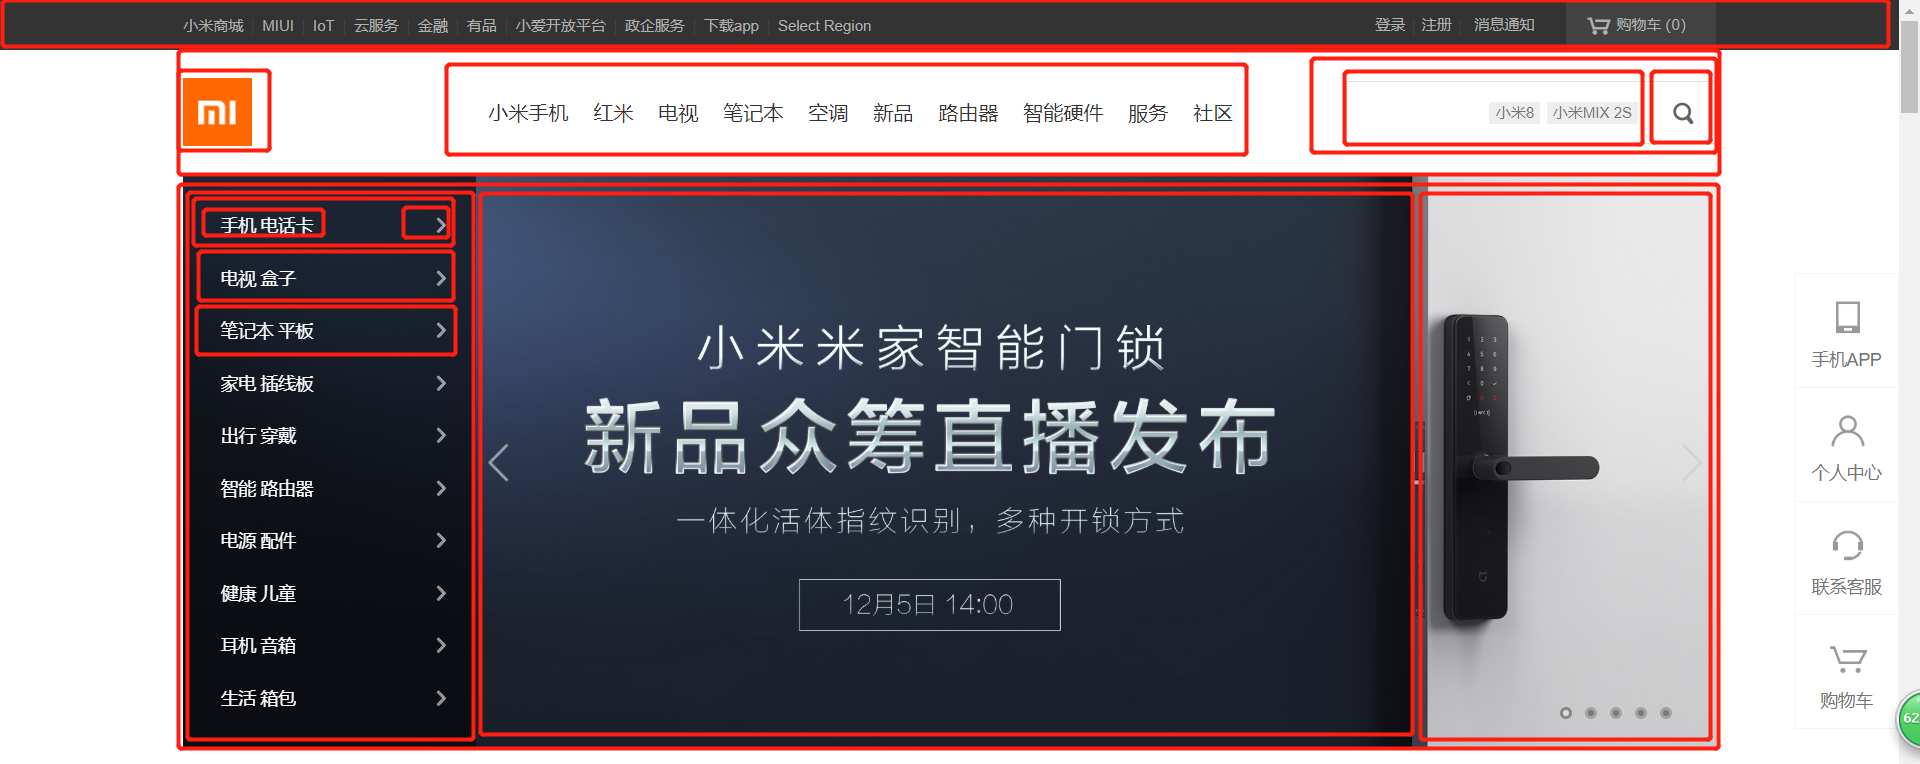 小米商城 MIUI IoT 云服务 金融 有品 小爱开放平台 政企服务 下载app Select Region 登录 注册 消息通知 购物车 (0)
小米手机 红米 电视 笔记本 空调 新品 路由器 智能硬件 服务 社区 小米8 小米MIX 2S
手机 电话卡
电视 盒子
笔记本 平板
家电 插线板
出行 穿戴
智能 路由器
电源 配件
健康 儿童
耳机 音箱
生活 箱包
小米米家智能门锁
新品众筹直播发布
一体化活体指纹识别，多种开锁方式
12月5日 14:00
手机APP
个人中心
联系客服
购物车
62